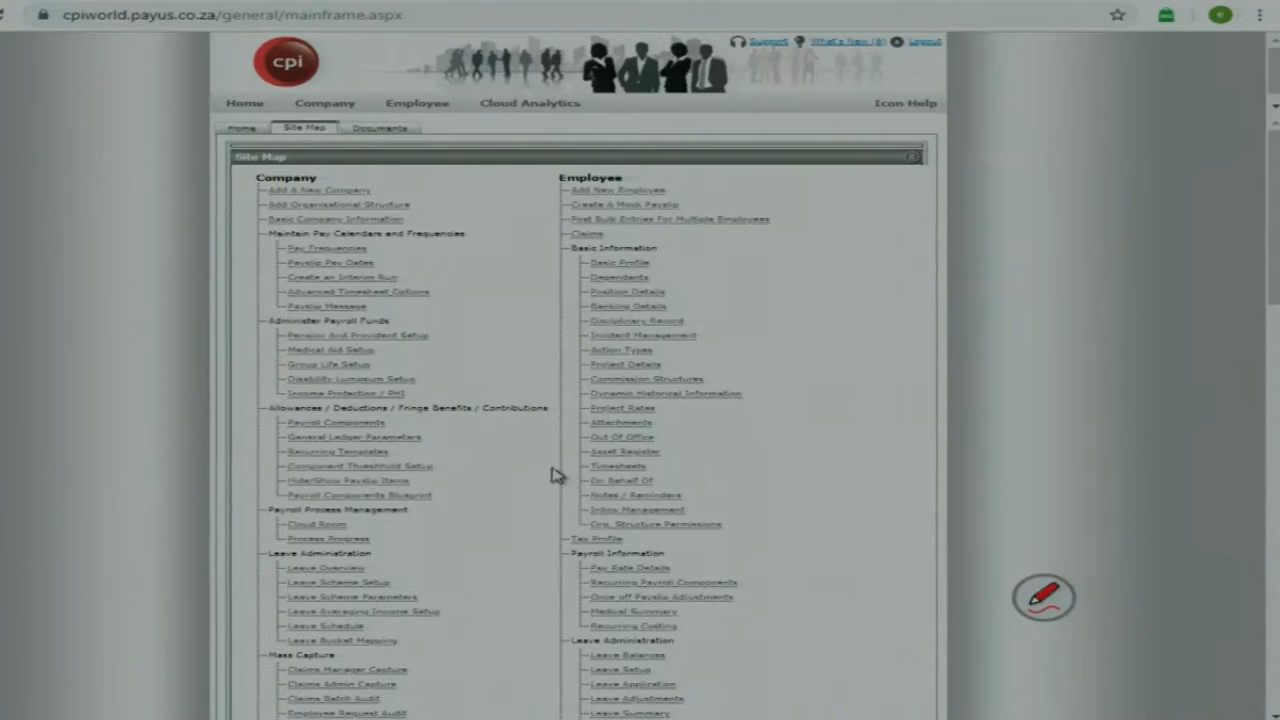 cpiworld.payus.co.za/general/mainframe.aspx
cpi
Support What's New (6) Logout
Home Company Employee Cloud Analytics Icon Help
Home Site Map Documents
Site Map
Company
Add A New Company
Add Organisational Structure
Basic Company Information
Maintain Pay Calendars and Frequencies
Pay Frequencies
Payslip Pay Dates
Create an Interim Run
Advanced Timesheet Options
Payslip Message
Administer Payroll Funds
Pension And Provident Setup
Medical Aid Setup
Group Life Setup
Disability Lumpsum Setup
Income Protection / PHI
Allowances / Deductions / Fringe Benefits / Contributions
Payroll Components
General Ledger Parameters
Recurring Templates
Component Threshhold Setup
Hide/Show Payslip Items
Payroll Components Blueprint
Payroll Process Management
Cloud Room
Process Progress
Leave Administration
Leave Overview
Leave Scheme Setup
Leave Scheme Parameters
Leave Averaging Income Setup
Leave Schedule
Leave Bucket Mapping
Mass Capture
Claims Manager Capture
Claims Admin Capture
Claims Batch Audit
Employee Request Audit
Employee
Add New Employee
Create A Mock Payslip
Post Bulk Entries For Multiple Employees
Claims
Basic Information
Basic Profile
Dependants
Position Details
Banking Details
Disciplinary Record
Incident Management
Action Types
Project Details
Commission Structures
Dynamic Historical Information
Project Rates
Attachments
Out Of Office
Asset Register
Timesheets
On Behalf Of
Notes / Reminders
Inbox Management
Org. Structure Permissions
Tax Profile
Payroll Information
Pay Rate Details
Recurring Payroll Components
Once off Payslip Adjustments
Medical Summary
Recurring Costing
Leave Administration
Leave Balances
Leave Setup
Leave Application
Leave Adjustments
Leave Summary